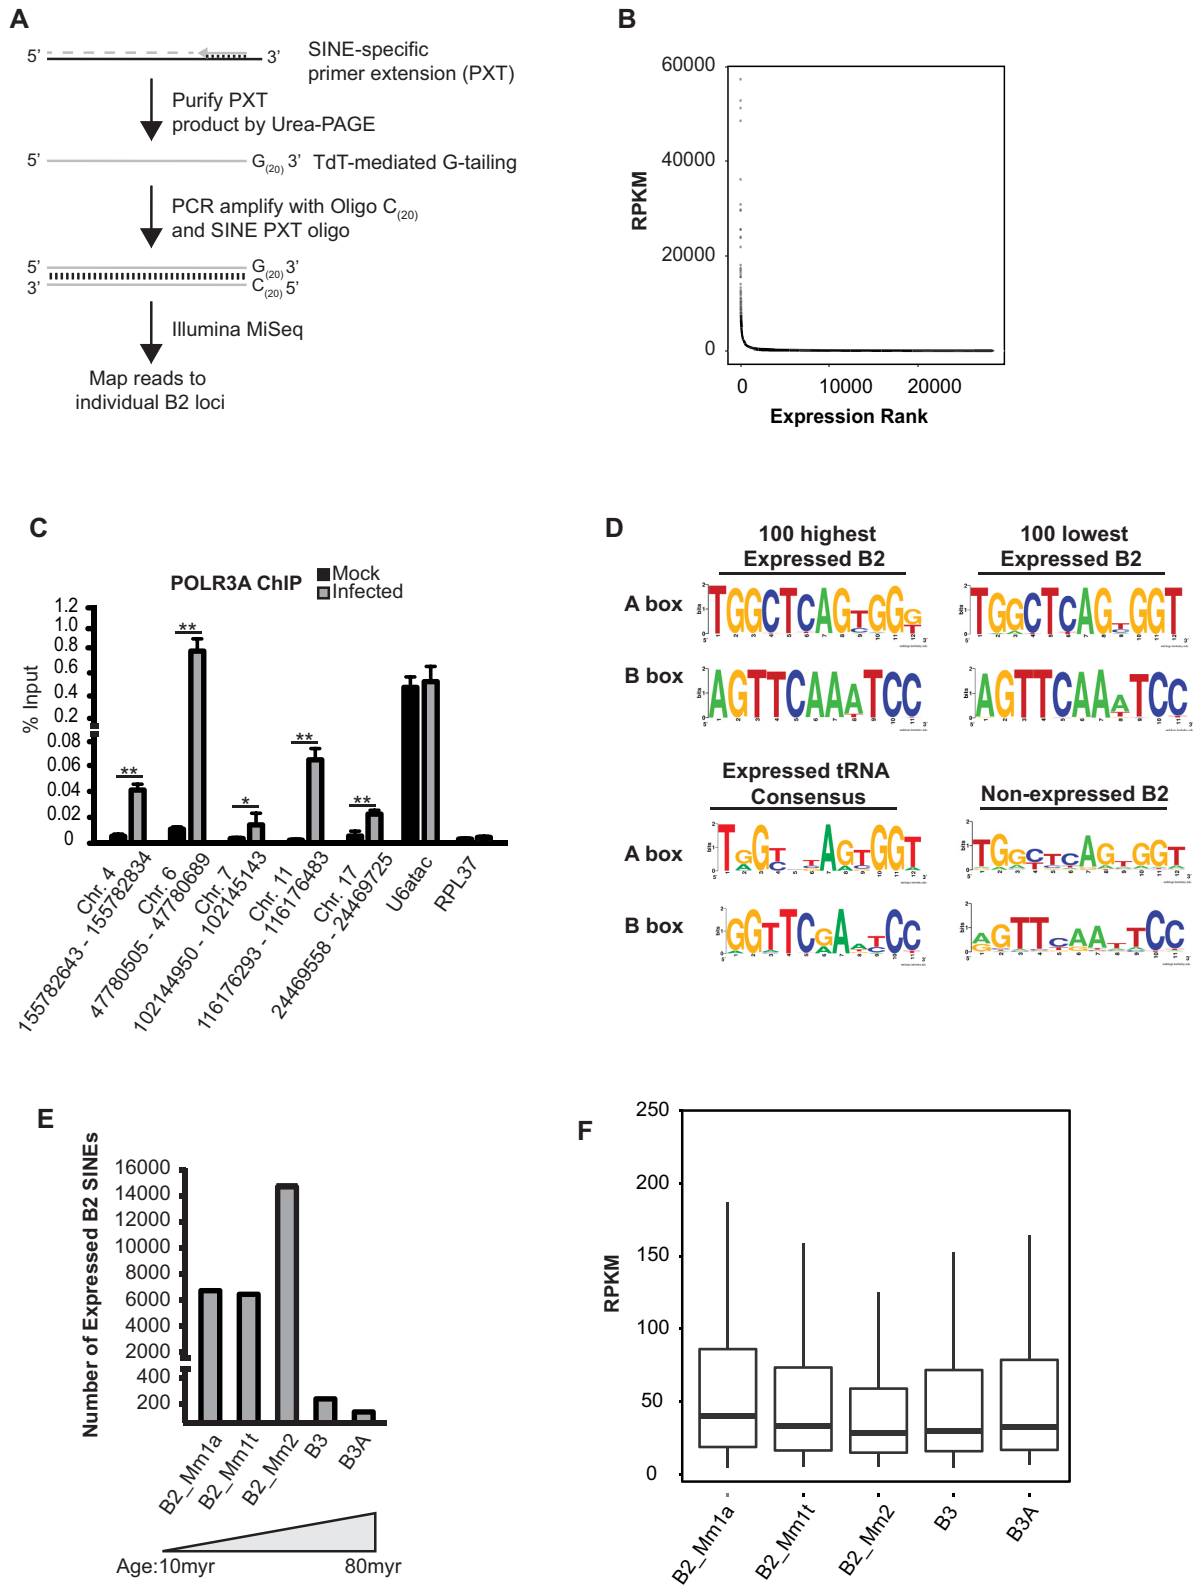 A
5'
3'
SINE-specific
primer extension (PXT)
Purify PXT
product by Urea-PAGE
5'
G(20) 3'
TdT-mediated G-tailing
PCR amplify with Oligo C(20)
and SINE PXT oligo
5'
G(20) 3'
3'
C(20) 5'
Illumina MiSeq
Map reads to
individual B2 loci
B
60000
40000
20000
0
RPKM
0
10000
20000
Expression Rank
C
POLR3A ChIP
Mock
Infected
% Input
1.2
1.0
0.8
0.6
0.4
0.2
0.08
0.06
0.04
0.02
0
**
**
*
**
**
Chr. 4
155782643 - 155782834
Chr. 6
47780505 - 47780689
Chr. 7
102144950 - 102145143
Chr. 11
116176293 - 116176483
Chr. 17
24469558 - 24469725
U6atac
RPL37
D
100 highest
Expressed B2
100 lowest
Expressed B2
A box
TGGCTCAGTGGG
TGGCTCAGTGGT
B box
AGTTCAAATCC
AGTTCAAATCC
Expressed tRNA
Consensus
Non-expressed B2
A box
B box
E
Number of Expressed B2 SINEs
16000
14000
12000
10000
8000
6000
4000
2000
400
200
B2_Mm1a
B2_Mm1t
B2_Mm2
B3
B3A
Age:10myr
80myr
F
RPKM
250
200
150
100
50
0
B2_Mm1a
B2_Mm1t
B2_Mm2
B3
B3A